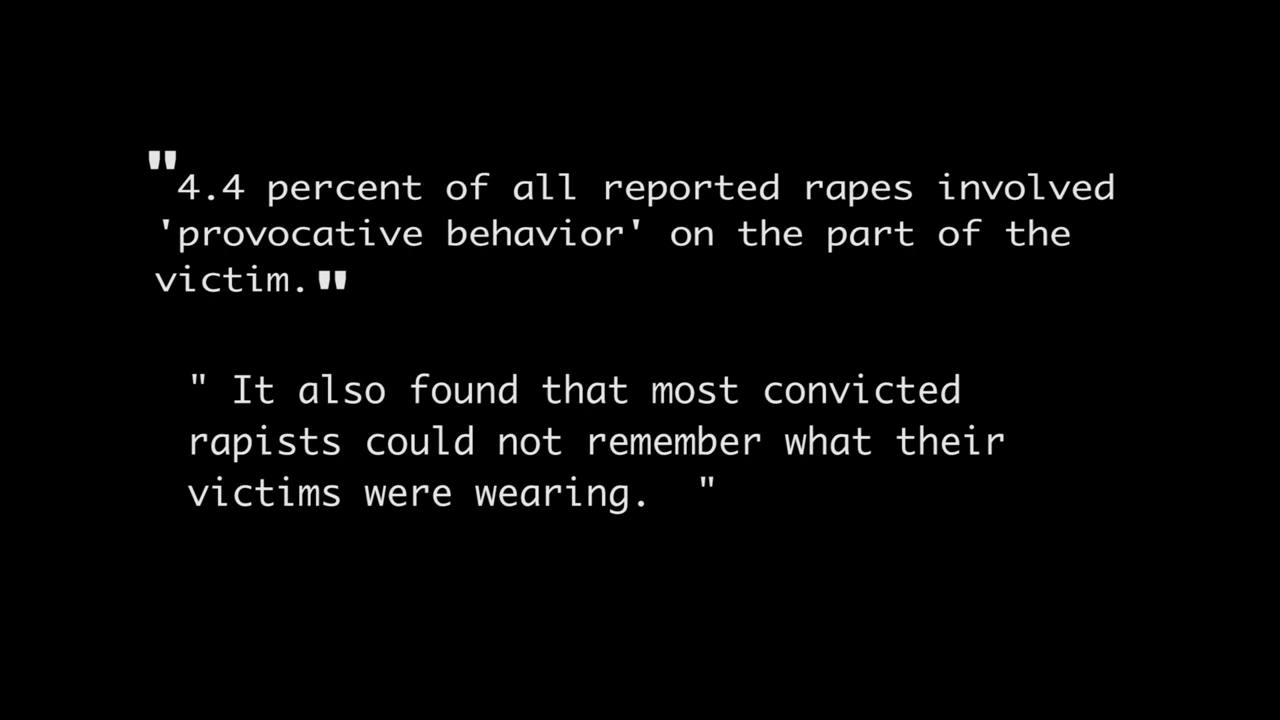 "4.4 percent of all reported rapes involved
'provocative behavior' on the part of the
victim."
" It also found that most convicted
rapists could not remember what their
victims were wearing. "